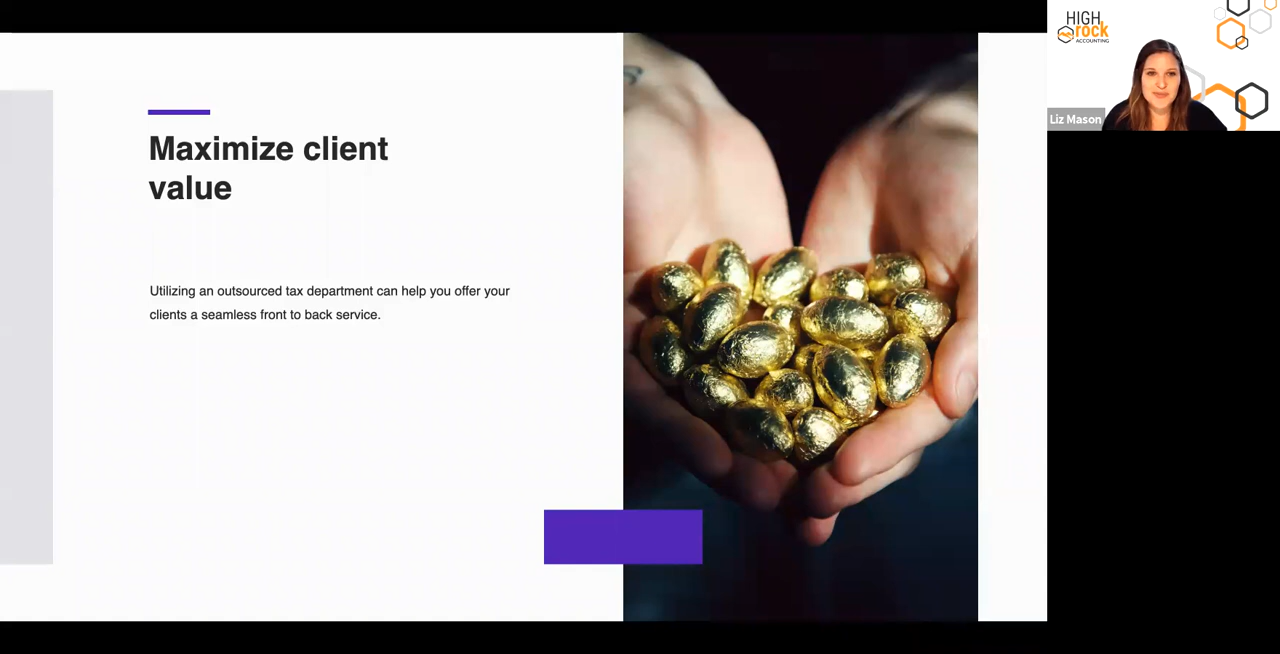 Maximize client
value
Utilizing an outsourced tax department can help you offer your
clients a seamless front to back service.
HIGH
rock
ACCOUNTING
Liz Mason